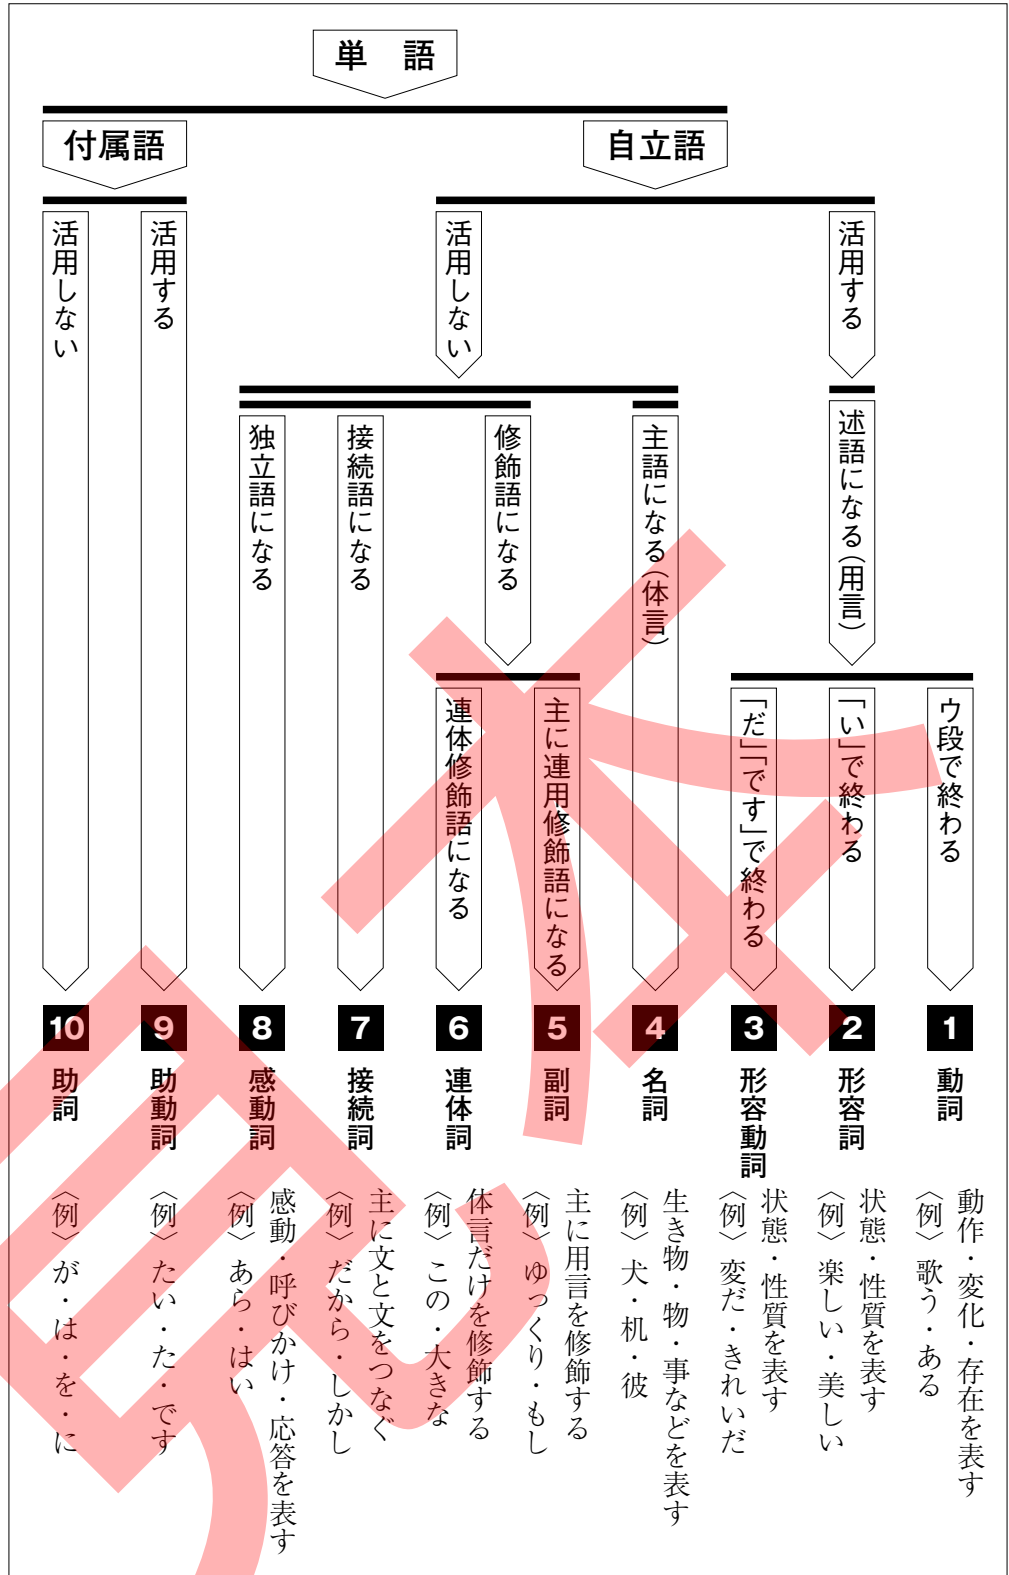 単語
自立語
付属語
活用する
活用しない
活用する
活用しない
述語になる(用言)
主語になる(体言)
修飾語になる
接続語になる
独立語になる
ウ段で終わる
「い」で終わる
「だ」「です」で終わる
主に連用修飾語になる
連体修飾語になる
1 動詞
動作・変化・存在を表す
〈例〉歌う・ある
2 形容詞
状態・性質を表す
〈例〉楽しい・美しい
3 形容動詞
状態・性質を表す
〈例〉変だ・きれいだ
4 名詞
生き物・物・事などを表す
〈例〉犬・机・彼
5 副詞
主に用言を修飾する
〈例〉ゆっくり・もし
6 連体詞
体言だけを修飾する
〈例〉この・大きな
7 接続詞
主に文と文をつなぐ
〈例〉だから・しかし
8 感動詞
感動・呼びかけ・応答を表す
〈例〉あら・はい
9 助動詞
〈例〉たい・た・です
10 助詞
〈例〉が・は・を・に
見本